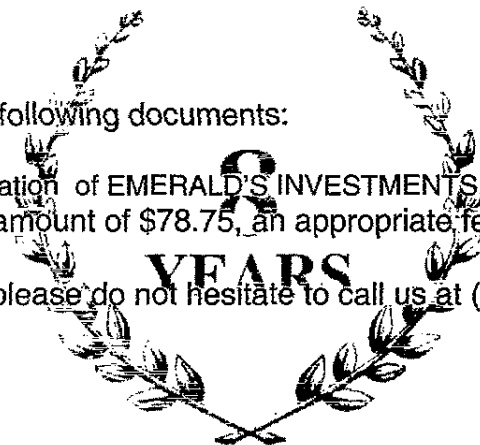 following documents:
8
ation of EMERALD'S INVESTMENTS
amount of $78.75, an appropriate fe
YEARS
please do not hesitate to call us at (